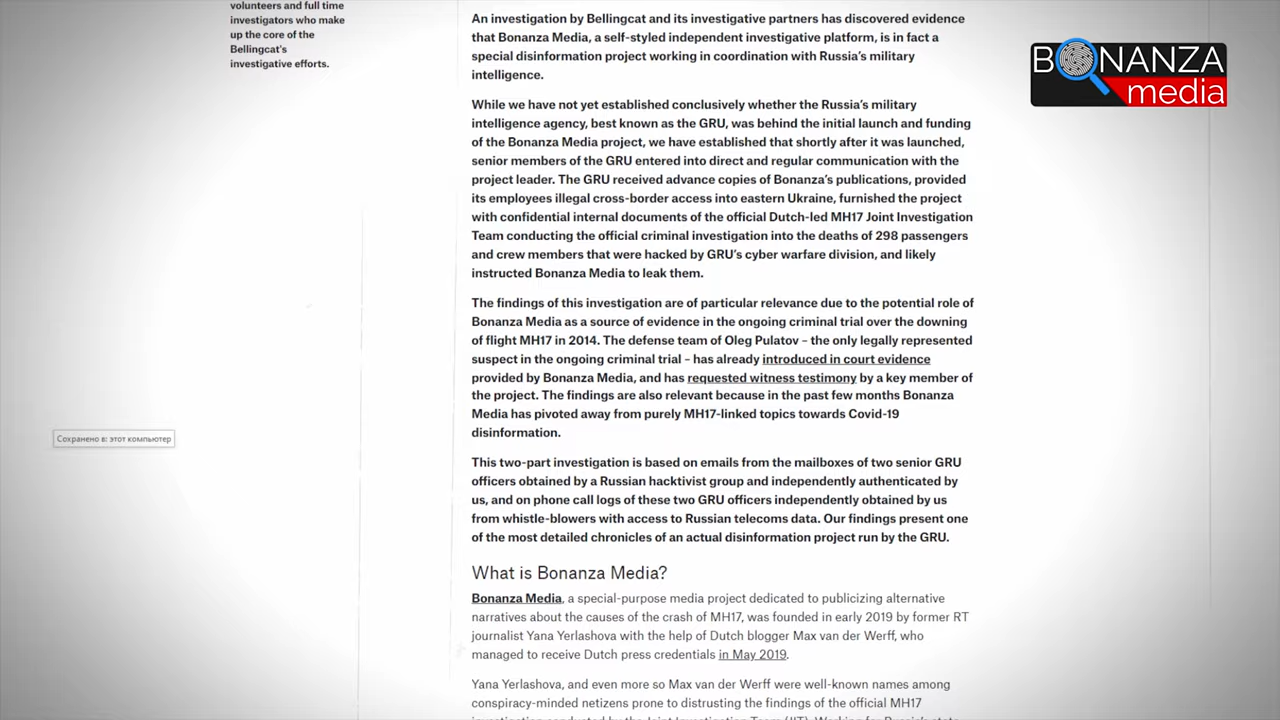 volunteers and full time
investigators who make
up the core of the
Bellingcat's
investigative efforts.
An investigation by Bellingcat and its investigative partners has discovered evidence
that Bonanza Media, a self-styled independent investigative platform, is in fact a
special disinformation project working in coordination with Russia's military
intelligence.
While we have not yet established conclusively whether the Russia's military
intelligence agency, best known as the GRU, was behind the initial launch and funding
of the Bonanza Media project, we have established that shortly after it was launched,
senior members of the GRU entered into direct and regular communication with the
project leader. The GRU received advance copies of Bonanza's publications, provided
its employees illegal cross-border access into eastern Ukraine, furnished the project
with confidential internal documents of the official Dutch-led MH17 Joint Investigation
Team conducting the official criminal investigation into the deaths of 298 passengers
and crew members that were hacked by GRU's cyber warfare division, and likely
instructed Bonanza Media to leak them.
The findings of this investigation are of particular relevance due to the potential role of
Bonanza Media as a source of evidence in the ongoing criminal trial over the downing
of flight MH17 in 2014. The defense team of Oleg Pulatov – the only legally represented
suspect in the ongoing criminal trial – has already introduced in court evidence
provided by Bonanza Media, and has requested witness testimony by a key member of
the project. The findings are also relevant because in the past few months Bonanza
Media has pivoted away from purely MH17-linked topics towards Covid-19
disinformation.
This two-part investigation is based on emails from the mailboxes of two senior GRU
officers obtained by a Russian hacktivist group and independently authenticated by
us, and on phone call logs of these two GRU officers independently obtained by us
from whistle-blowers with access to Russian telecoms data. Our findings present one
of the most detailed chronicles of an actual disinformation project run by the GRU.
What is Bonanza Media?
Bonanza Media, a special-purpose media project dedicated to publicizing alternative
narratives about the causes of the crash of MH17, was founded in early 2019 by former RT
journalist Yana Yerlashova with the help of Dutch blogger Max van der Werff, who
managed to receive Dutch press credentials in May 2019.
Yana Yerlashova, and even more so Max van der Werff were well-known names among
conspiracy-minded netizens prone to distrusting the findings of the official MH17
investigation conducted by the Joint Investigation Team (JIT). Working for Russia's state
Сохранено в: этот компьютер
BONANZA
media